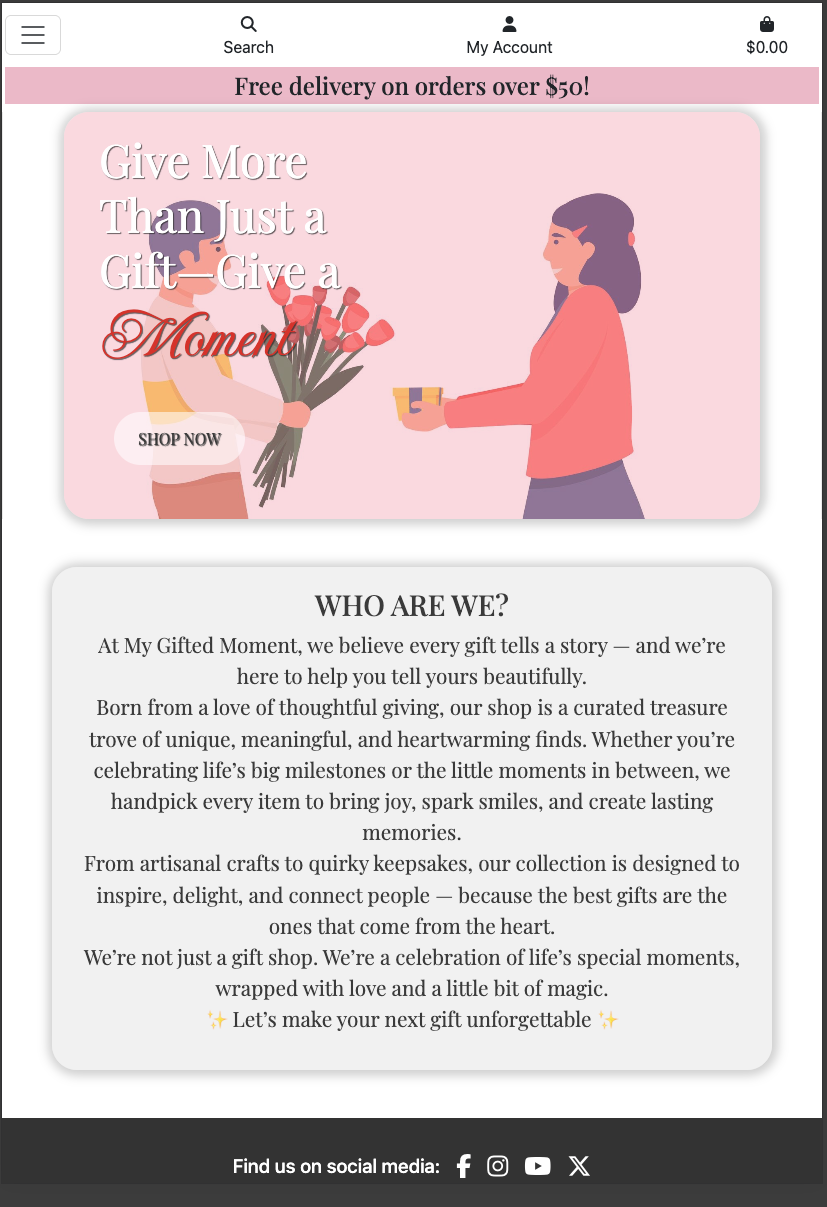 Search
My Account
$0.00
Free delivery on orders over $50!
Give More
Than Just a
Gift—Give a
Moment
SHOP NOW
WHO ARE WE?
At My Gifted Moment, we believe every gift tells a story — and we’re
here to help you tell yours beautifully.
Born from a love of thoughtful giving, our shop is a curated treasure
trove of unique, meaningful, and heartwarming finds. Whether you’re
celebrating life’s big milestones or the little moments in between, we
handpick every item to bring joy, spark smiles, and create lasting
memories.
From artisanal crafts to quirky keepsakes, our collection is designed to
inspire, delight, and connect people — because the best gifts are the
ones that come from the heart.
We’re not just a gift shop. We’re a celebration of life’s special moments,
wrapped with love and a little bit of magic.
✨ Let’s make your next gift unforgettable ✨
Find us on social media: